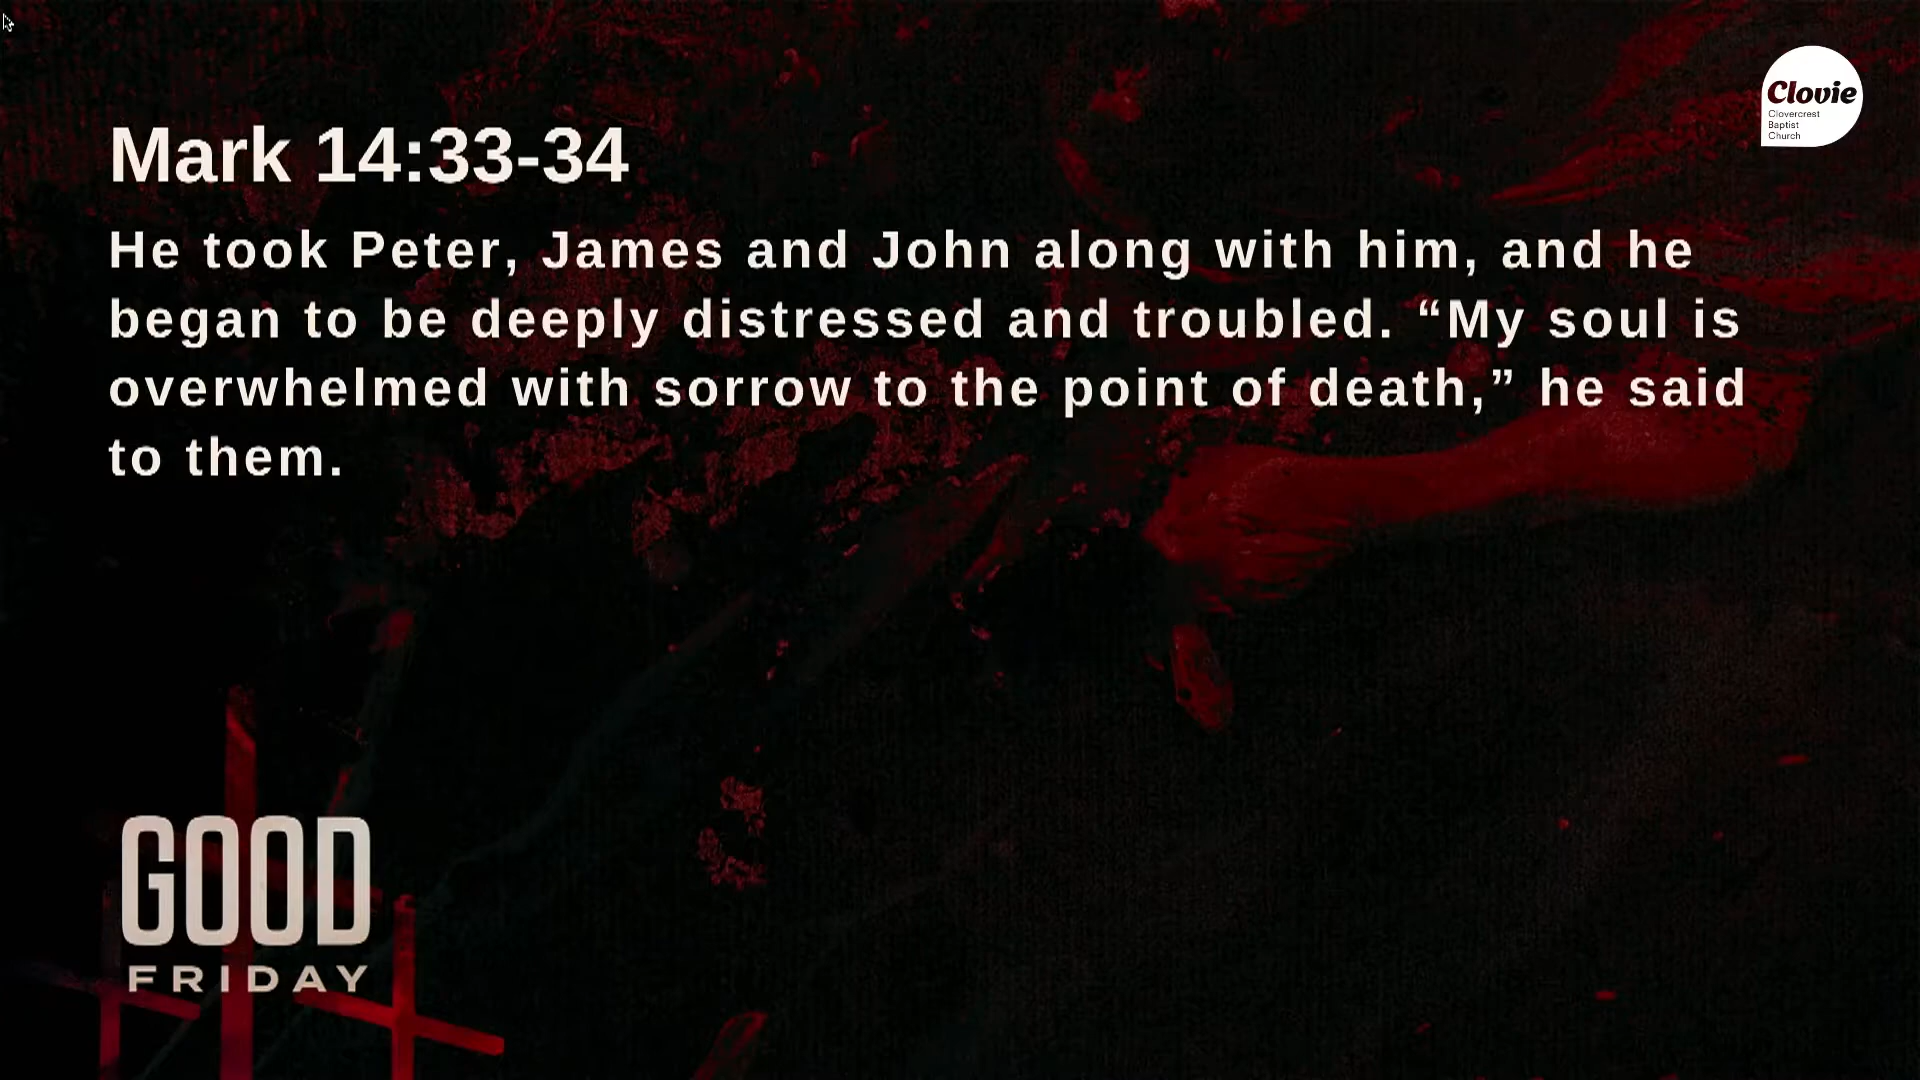 Clovie
Clovercrest
Baptist
Church
Mark 14:33-34
He took Peter, James and John along with him, and he
began to be deeply distressed and troubled. “My soul is
overwhelmed with sorrow to the point of death,” he said
to them.
GOOD
FRIDAY